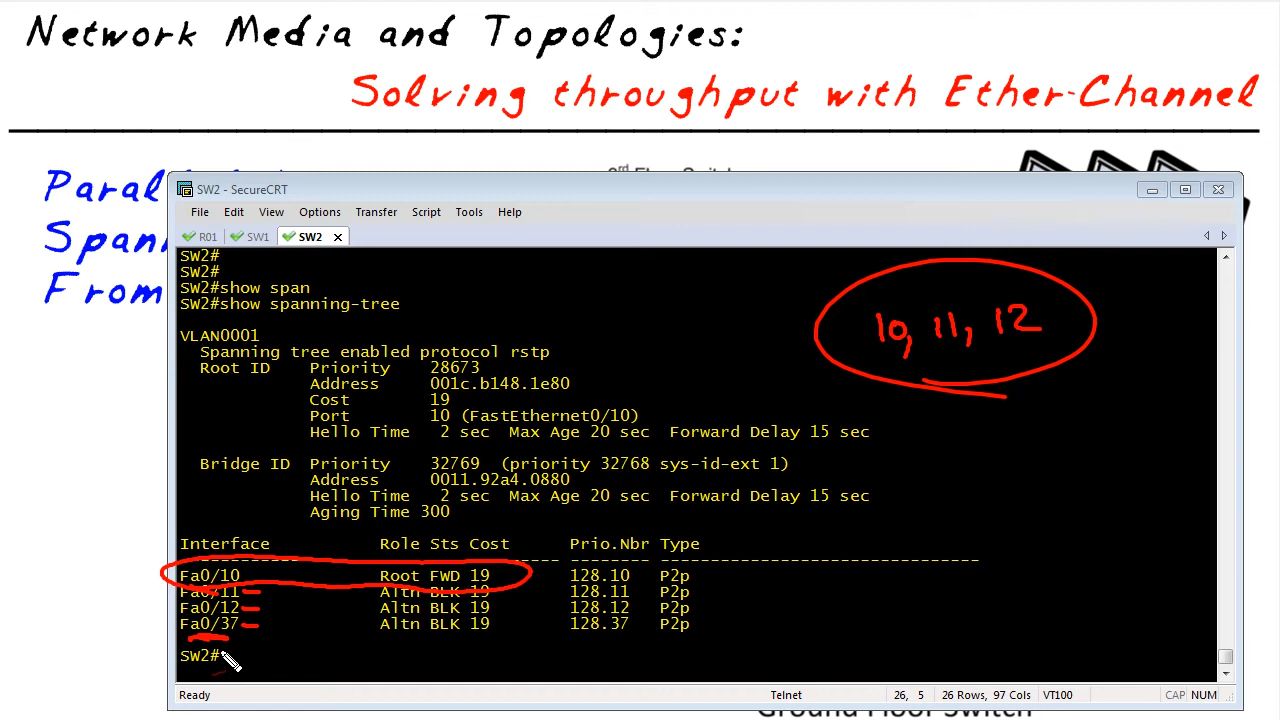 Network Media and Topologies:
Solving throughput with Ether-Channel
Paral
Spann
From
SW2 - SecureCRT
File Edit View Options Transfer Script Tools Help
R01 SW1 SW2
SW2#
SW2#
SW2#show span
SW2#show spanning-tree
VLAN0001
Spanning tree enabled protocol rstp
Root ID Priority 28673
Address 001c.b148.1e80
Cost 19
Port 10 (FastEthernet0/10)
Hello Time 2 sec Max Age 20 sec Forward Delay 15 sec
Bridge ID Priority 32769 (priority 32768 sys-id-ext 1)
Address 0011.92a4.0880
Hello Time 2 sec Max Age 20 sec Forward Delay 15 sec
Aging Time 300
10, 11, 12
Interface Role Sts Cost Prio.Nbr Type
Fa0/10 Root FWD 19 128.10 P2p
Fa0/11 Altn BLK 19 128.11 P2p
Fa0/12 Altn BLK 19 128.12 P2p
Fa0/37 Altn BLK 19 128.37 P2p
SW2#
Ready Telnet 26, 5 26 Rows, 97 Cols VT100 CAP NUM
Ground Floor Switch